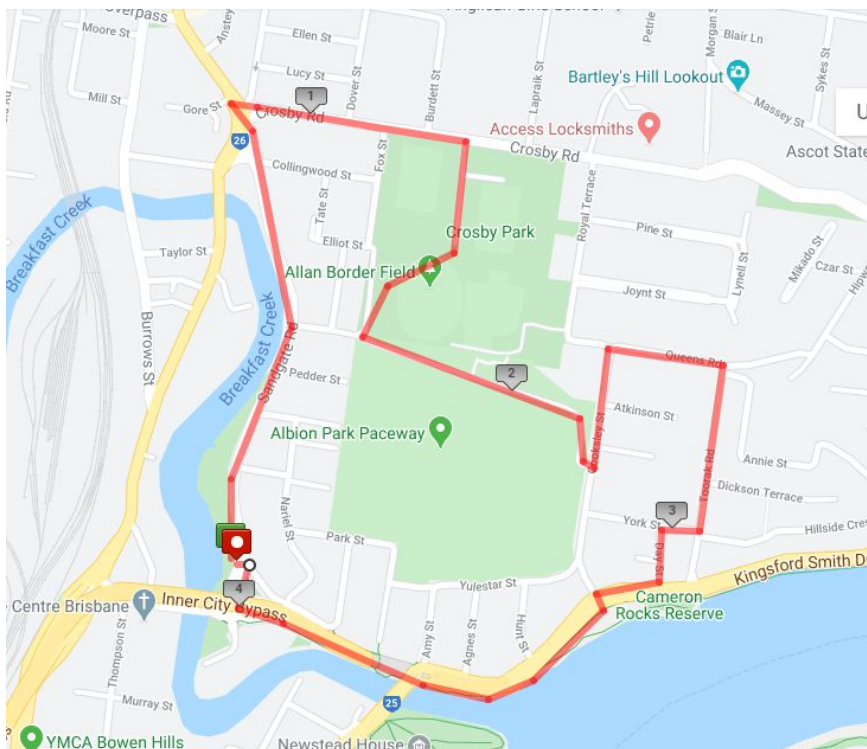 Overpass
Anstey
Moore St
Ellen St
Lucy St
Mill St
Gore St
Dover St
Burdett St
Lapraik St
Petrie
Morgan St
Blair Ln
Sykes St
Bartley's Hill Lookout
Massey St
U
1
Crosby Rd
Access Locksmiths
26
Crosby Rd
Ascot State
Collingwood St
Fox St
Tate St
Royal Terrace
Breakfast Creek
Elliot St
Crosby Park
Pine St
Lynell St
Mikado St
Taylor St
Allan Border Field
Czar St
Joynt St
Burrows St
Breakfast Creek
Sandgate Rd
Queens Rd
Pedder St
2
Atkinson St
Albion Park Paceway
Toorak Rd
Annie St
Dickson Terrace
Nariel St
3
York St
Park St
Hillside Cre
Day St
Yulestar St
Kingsford Smith D
4
Centre Brisbane
Inner City Bypass
Cameron
Rocks Reserve
Thompson St
Amy St
Agnes St
Hunt St
Murray St
25
YMCA Bowen Hills
Newstead House